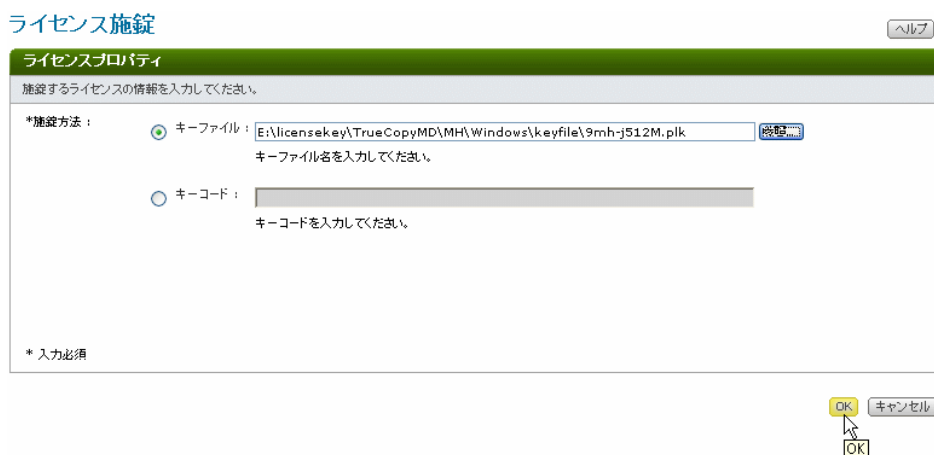 ライセンス施錠
ヘルプ
ライセンスプロパティ
施錠するライセンスの情報を入力してください。
*施錠方法：
キーファイル：
E:\licensekey\TrueCopyMD\MH\Windows\keyfile\9mh-j512M.plk
キーファイル名を入力してください。
キーコード：
キーコードを入力してください。
* 入力必須
OK
キャンセル
OK